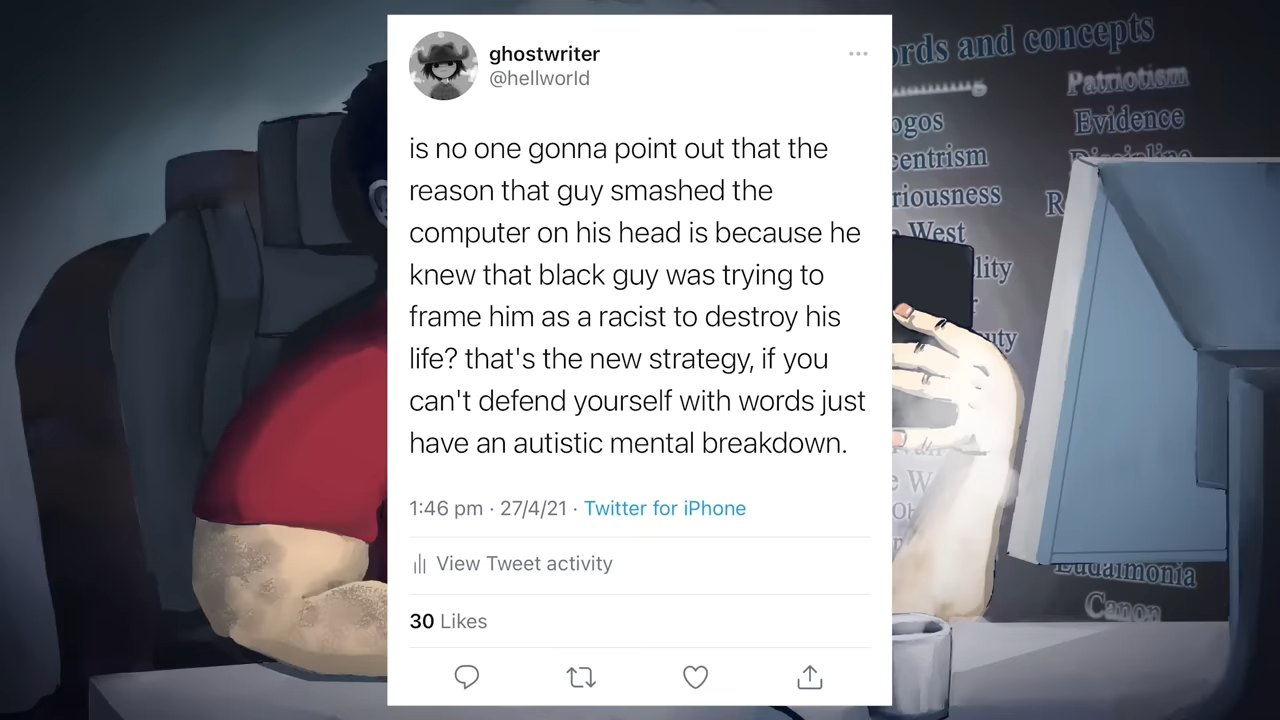 ghostwriter
@hellworld
is no one gonna point out that the
reason that guy smashed the
computer on his head is because he
knew that black guy was trying to
frame him as a racist to destroy his
life? that's the new strategy, if you
can't defend yourself with words just
have an autistic mental breakdown.
1:46 pm · 27/4/21 · Twitter for iPhone
View Tweet activity
30 Likes
ords and concepts
Patriotism
ogos
Evidence
centrism
Discipline
riousness
R
West
lity
uty
e W
Eudaimonia
Canon